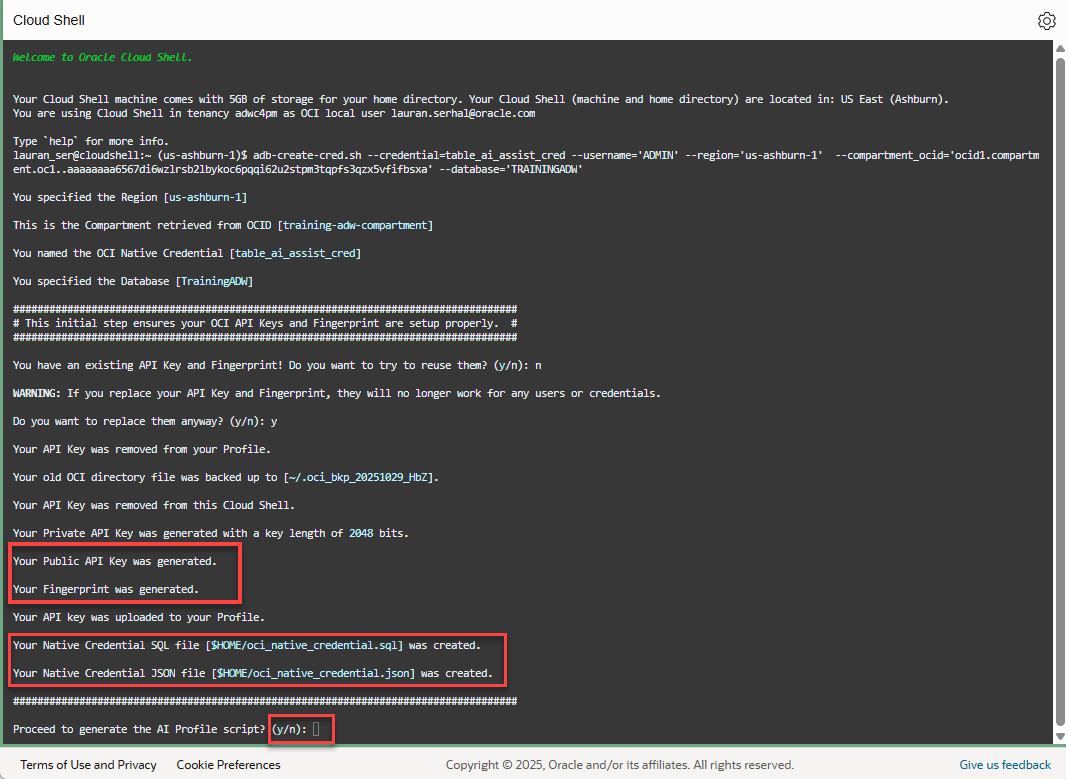 Cloud Shell
Welcome to Oracle Cloud Shell.
Your Cloud Shell machine comes with 5GB of storage for your home directory. Your Cloud Shell (machine and home directory) are located in: US East (Ashburn).
You are using Cloud Shell in tenancy adwc4pm as OCI local user lauran.serhal@oracle.com
Type `help` for more info.
lauran_ser@cloudshell:~ (us-ashburn-1)$ adb-create-cred.sh --credential=table_ai_assist_cred --username='ADMIN' --region='us-ashburn-1'  --compartment_ocid='ocid1.compartm
ent.oc1..aaaaaaaa6567di6wzlrsb2lbykoc6pqqi62u2stpm3tqpfs3qzx5vfifbsxa' --database='TRAININGADW'
You specified the Region [us-ashburn-1]
This is the Compartment retrieved from OCID [training-adw-compartment]
You named the OCI Native Credential [table_ai_assist_cred]
You specified the Database [TrainingADW]
####################################################################################
# This initial step ensures your OCI API Keys and Fingerprint are setup properly.  #
####################################################################################
You have an existing API Key and Fingerprint! Do you want to try to reuse them? (y/n): n
WARNING: If you replace your API Key and Fingerprint, they will no longer work for any users or credentials.
Do you want to replace them anyway? (y/n): y
Your API Key was removed from your Profile.
Your old OCI directory file was backed up to [~/.oci_bkp_20251029_HbZ].
Your API Key was removed from this Cloud Shell.
Your Private API Key was generated with a key length of 2048 bits.
Your Public API Key was generated.
Your Fingerprint was generated.
Your API key was uploaded to your Profile.
Your Native Credential SQL file [$HOME/oci_native_credential.sql] was created.
Your Native Credential JSON file [$HOME/oci_native_credential.json] was created.
####################################################################################
Proceed to generate the AI Profile script? (y/n):
Terms of Use and Privacy Cookie Preferences Copyright © 2025, Oracle and/or its affiliates. All rights reserved. Give us feedback